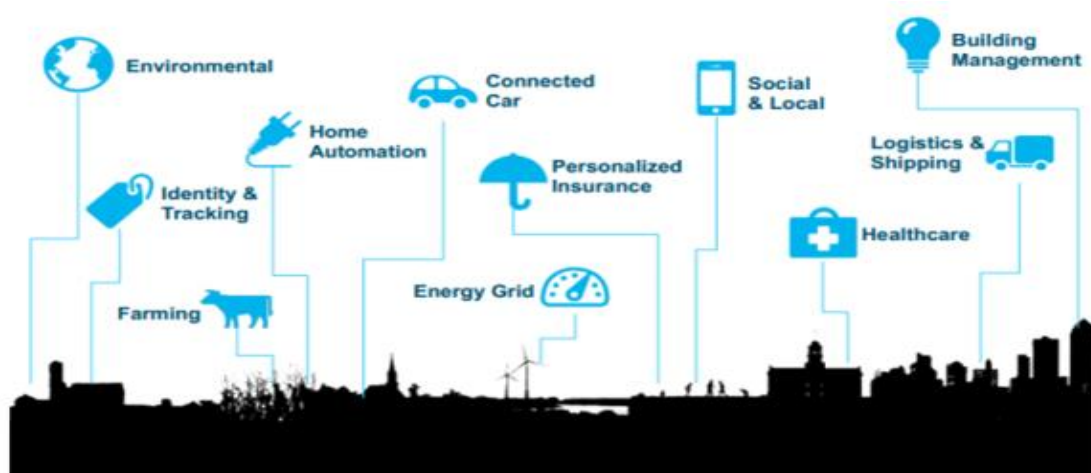 Environmental
Identity &
Tracking
Farming
Home
Automation
Connected
Car
Personalized
Insurance
Energy Grid
Social
& Local
Healthcare
Building
Management
Logistics &
Shipping